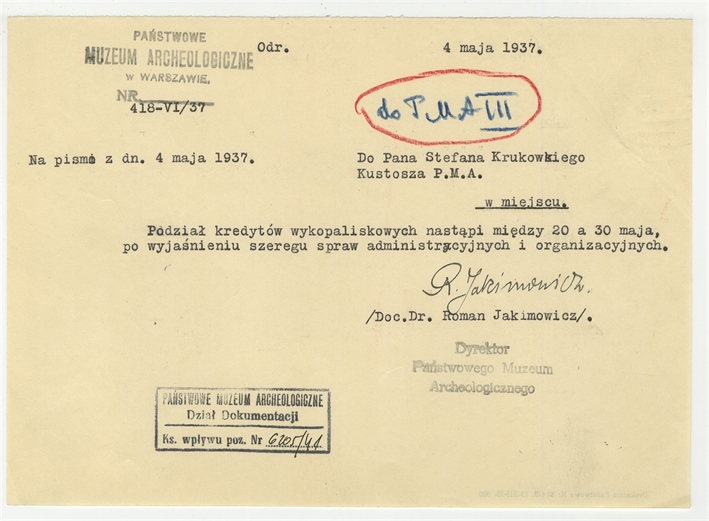 PAŃSTWOWE
MUZEUM ARCHEOLOGICZNE
W WARSZAWIE.
NR.
418-VI/37
Odr.
4 maja 1937.
do PMA III
Na pismo z dn. 4 maja 1937.
Do Pana Stefana Krukowkiego
Kustosza P.M.A.
w miejscu.
Podział kredytów wykopaliskowych nastąpi między 20 a 30 maja,
po wyjaśnieniu szeregu spraw administracyjnych i organizacyjnych.
R. Jakimowicz.
/Doc.Dr. Roman Jakimowicz/.
Dyrektor
Państwowego Muzeum
Archeologicznego
PAŃSTWOWE MUZEUM ARCHEOLOGICZNE
Dział Dokumentacji
Ks. wpływu poz. Nr 6205/41